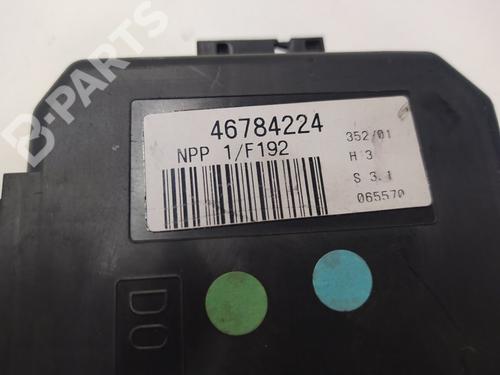 B-PARTS
46784224
NPP 1/F192
352/01
H 3
S 3.1
065570
DO